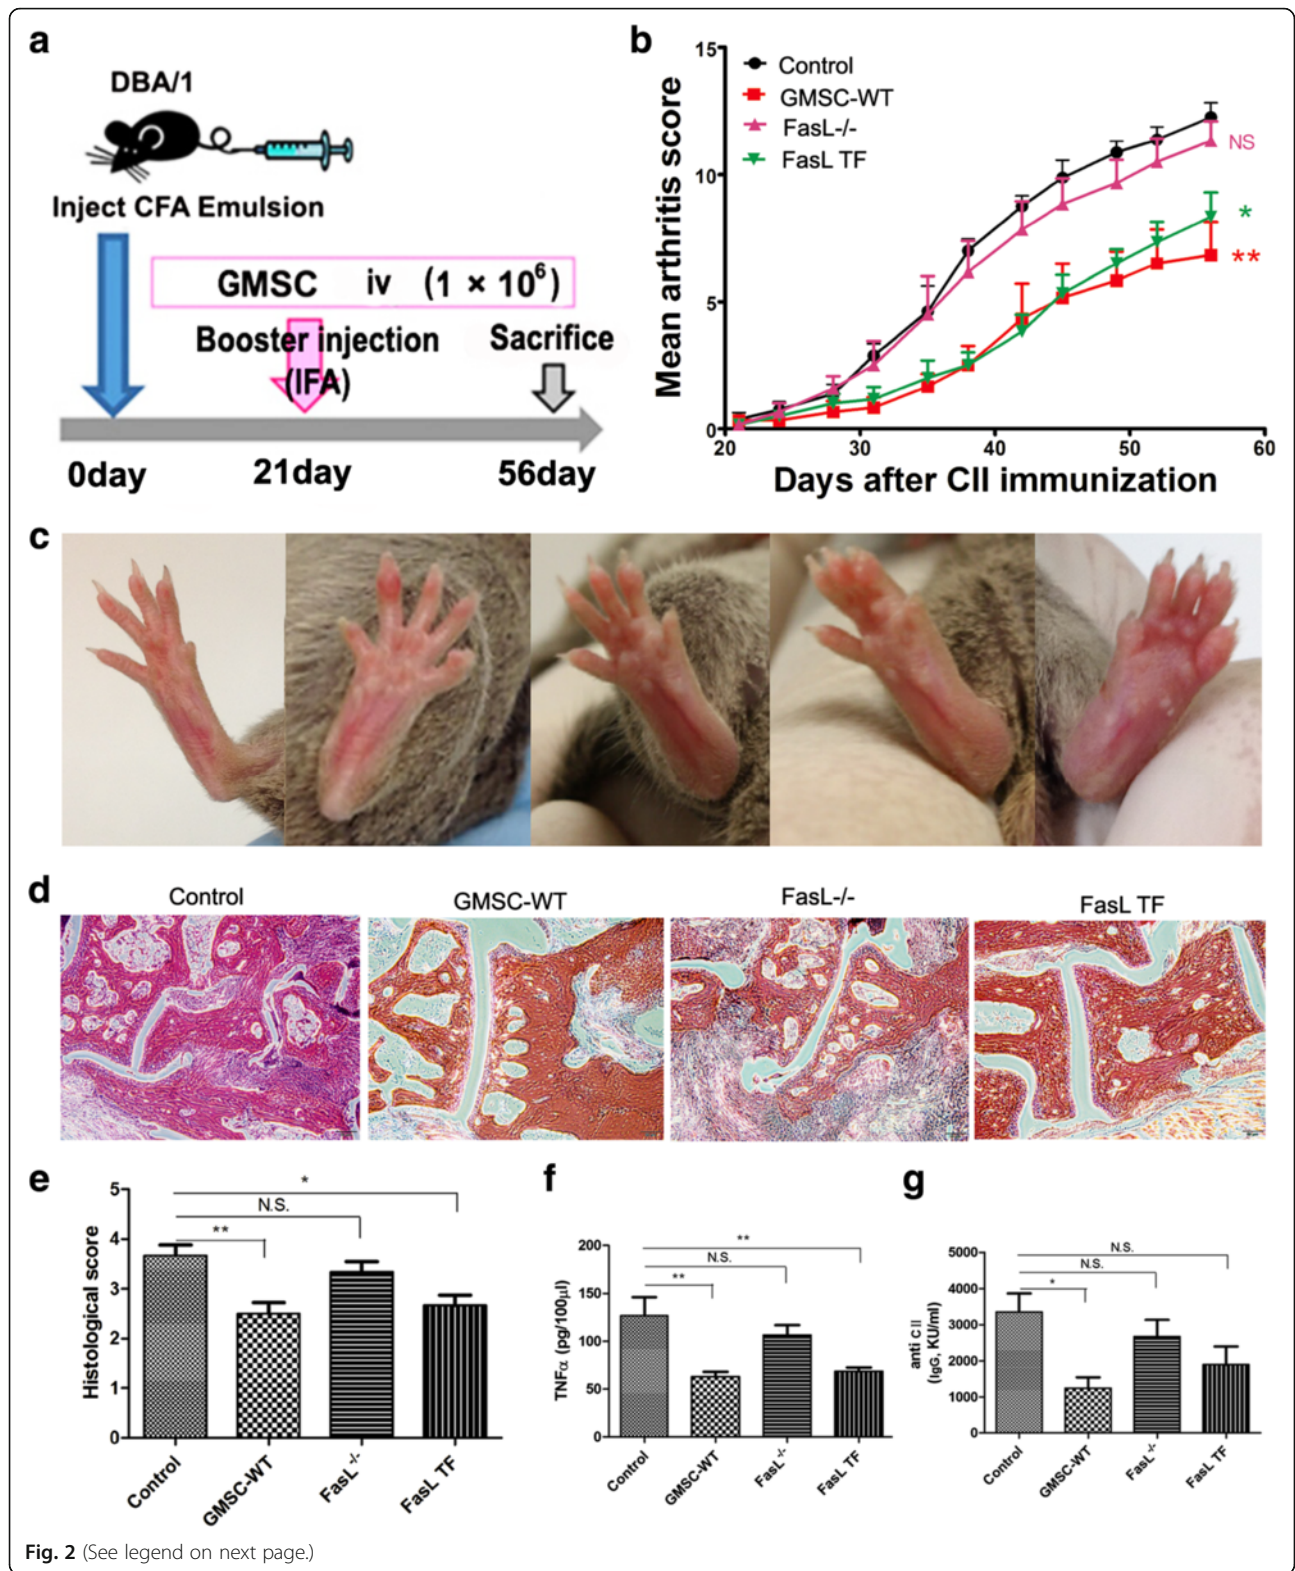 a
DBA/1
Inject CFA Emulsion
GMSC iv (1 × 10⁶)
Booster injection
(IFA)
Sacrifice
0day 21day 56day
b
15
10
5
0
20 30 40 50 60
Mean arthritis score
Days after CII immunization
Control
GMSC-WT
FasL-/-
FasL TF
NS
*
**
c
d
Control
GMSC-WT
FasL-/-
FasL TF
e
Histological score
5
4
3
2
1
0
*
N.S.
**
Control
GMSC-WT
FasL⁻/⁻
FasL TF
f
TNFα (pg/100μl)
200
150
100
50
0
**
N.S.
**
Control
GMSC-WT
FasL⁻/⁻
FasL TF
g
anti CII
(IgG, KU/ml)
5000
4000
3000
2000
1000
0
N.S.
N.S.
*
Control
GMSC-WT
FasL⁻/⁻
FasL TF
Fig. 2 (See legend on next page.)